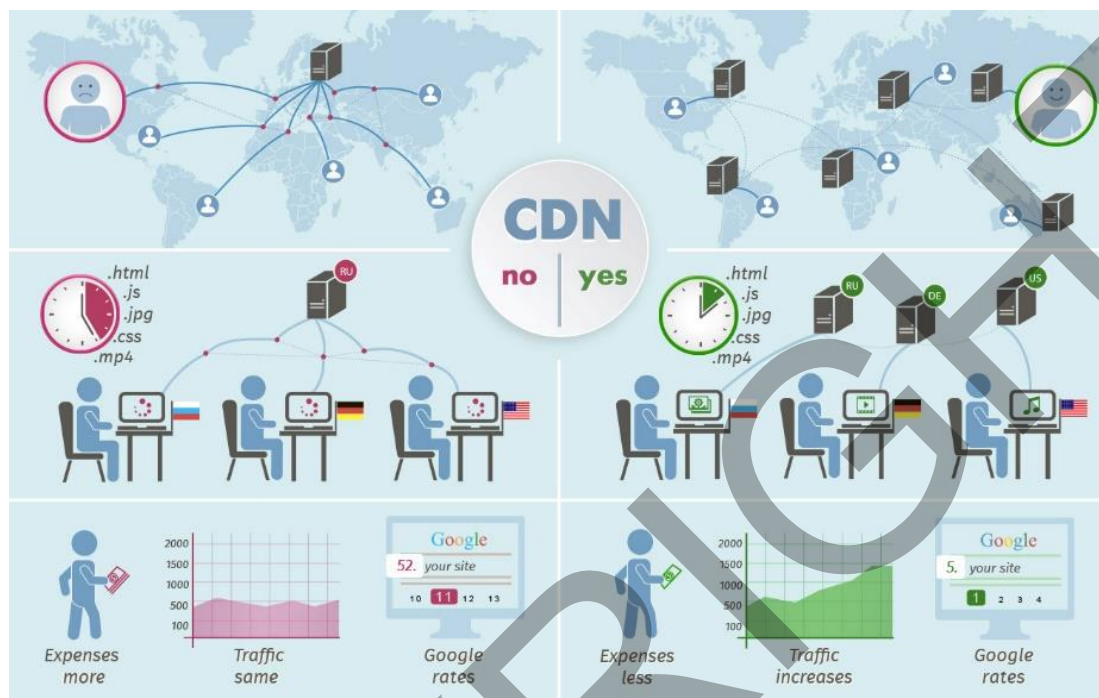 CDN
no yes
.html
.js
.jpg
.css
.mp4
RU
.html
.js
.jpg
.css
.mp4
RU
DE
US
Expenses
more
2000
1500
1000
500
100
Traffic
same
Google
52. your site
10 11 12 13
Google
rates
Expenses
less
2000
1500
1000
500
100
Traffic
increases
Google
5. your site
1 2 3 4
Google
rates